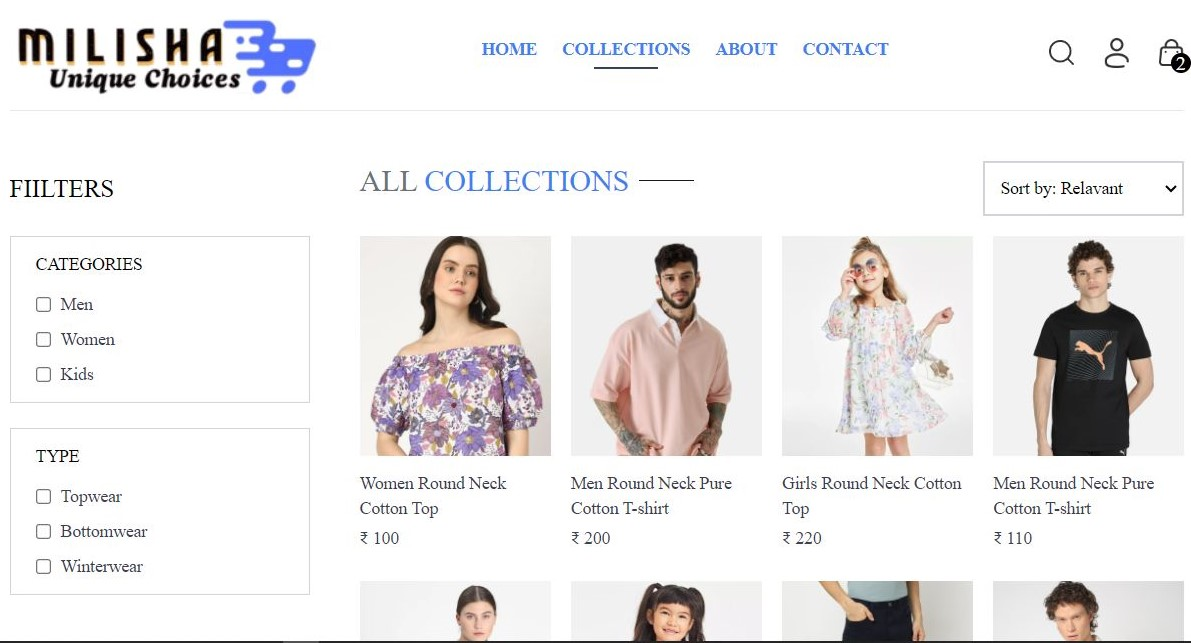 MILISHA
Unique Choices
HOME COLLECTIONS ABOUT CONTACT
2
FIILTERS
ALL COLLECTIONS
Sort by: Relavant
CATEGORIES
Men
Women
Kids
TYPE
Topwear
Bottomwear
Winterwear
Women Round Neck
Cotton Top
₹ 100
Men Round Neck Pure
Cotton T-shirt
₹ 200
Girls Round Neck Cotton
Top
₹ 220
Men Round Neck Pure
Cotton T-shirt
₹ 110